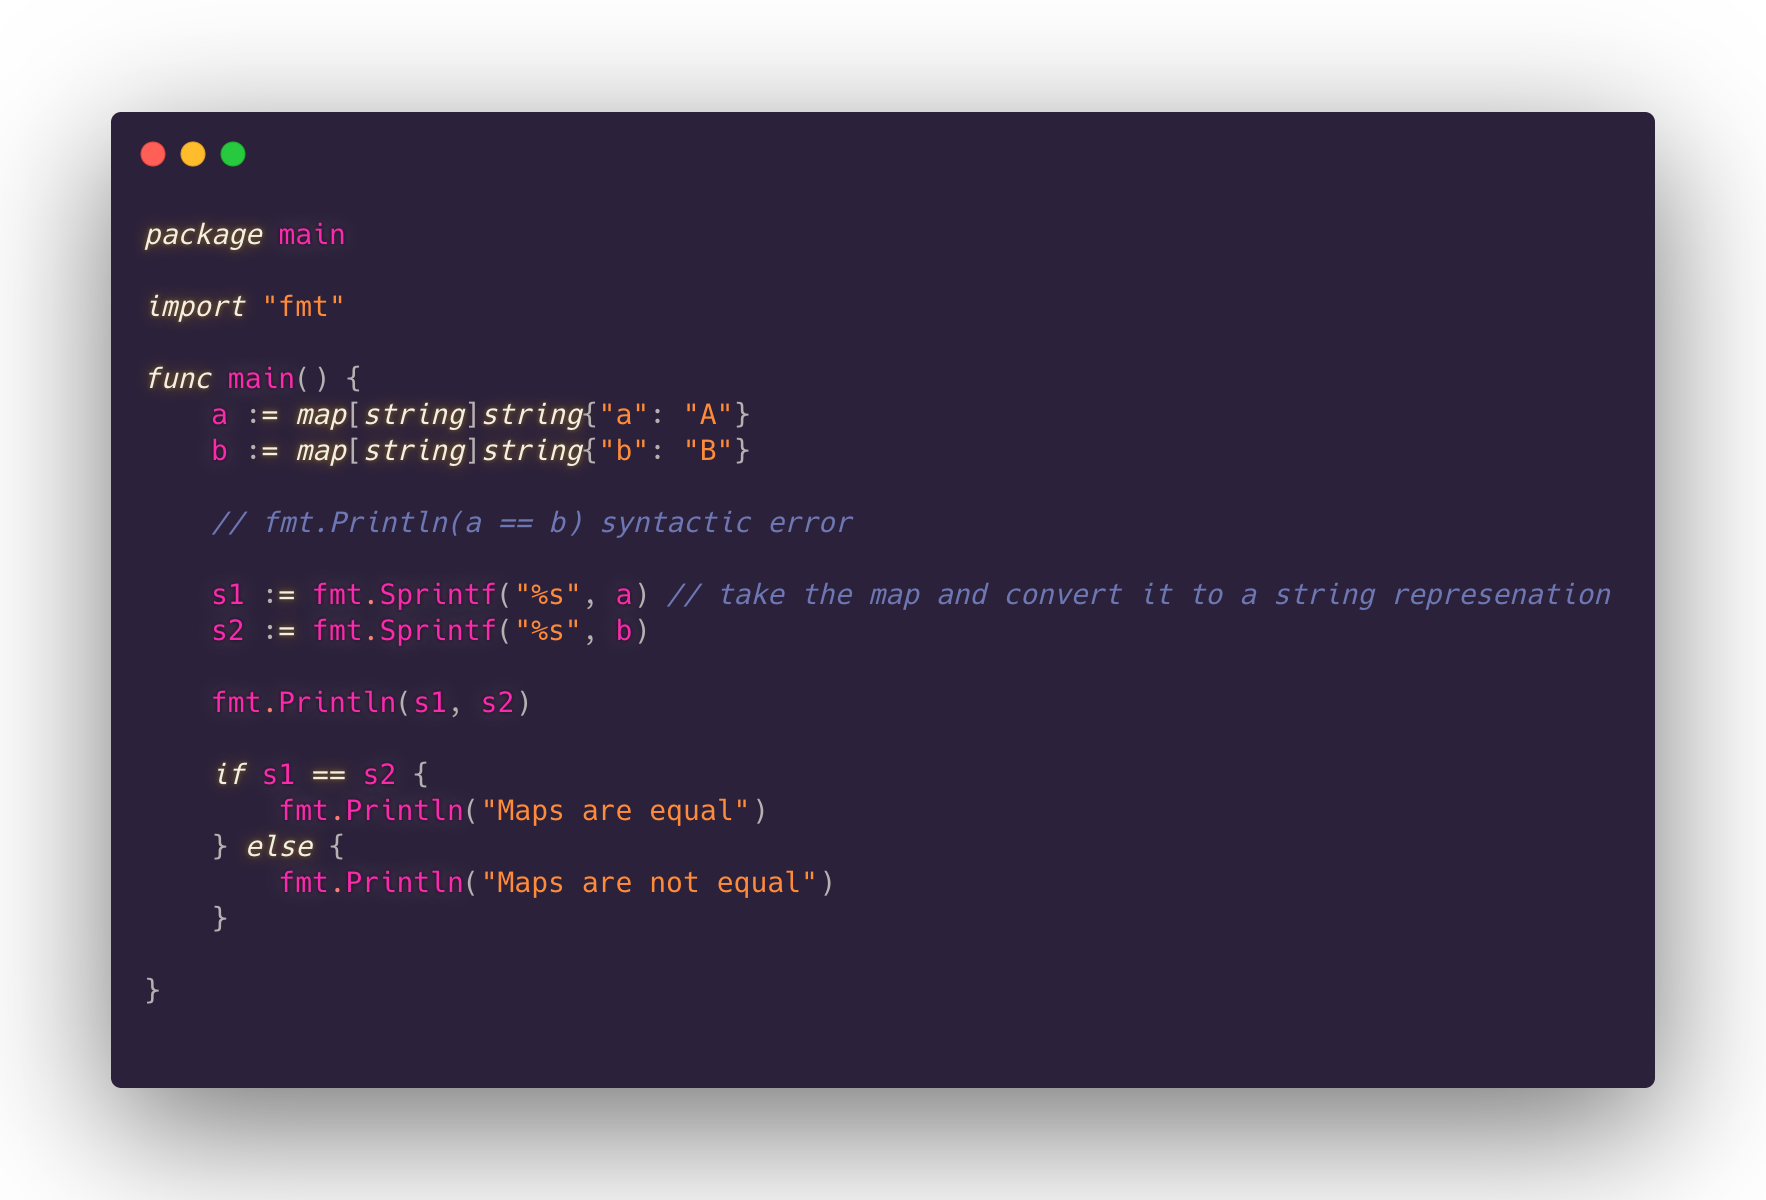 package main
import "fmt"
func main() {
    a := map[string]string{"a": "A"}
    b := map[string]string{"b": "B"}
    // fmt.Println(a == b) syntactic error
    s1 := fmt.Sprintf("%s", a) // take the map and convert it to a string represenation
    s2 := fmt.Sprintf("%s", b)
    fmt.Println(s1, s2)
    if s1 == s2 {
        fmt.Println("Maps are equal")
    } else {
        fmt.Println("Maps are not equal")
    }
}